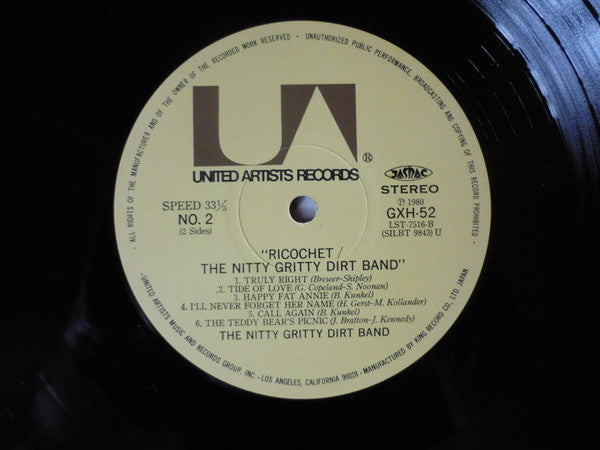 · ALL RIGHTS OF THE MANUFACTURER AND OF THE OWNER OF THE RECORDED WORK RESERVED · UNAUTHORIZED PUBLIC PERFORMANCE, BROADCASTING AND COPYING OF THIS RECORD PROHIBITED ·
UA
®
UNITED ARTISTS RECORDS
JASRAC
SPEED 33⅓
STEREO
NO. 2
Ⓟ 1980
(2 Sides)
GXH-52
LST-7516-B
(SILBT 9843) U
"RICOCHET/
THE NITTY GRITTY DIRT BAND"
1. TRULY RIGHT (Brewer-Shipley)
2. TIDE OF LOVE (G. Copeland-S. Noonan)
3. HAPPY FAT ANNIE (B. Kunkel)
4. I'LL NEVER FORGET HER NAME (H. Gerst-M. Kollander)
5. CALL AGAIN (B. Kunkel)
6. THE TEDDY BEAR'S PICNIC (J. Bratton-J. Kennedy)
THE NITTY GRITTY DIRT BAND
· UNITED ARTISTS MUSIC AND RECORDS GROUP, INC. · LOS ANGELES, CALIFORNIA 90028 · MANUFACTURED BY KING RECORD CO. LTD, JAPAN.